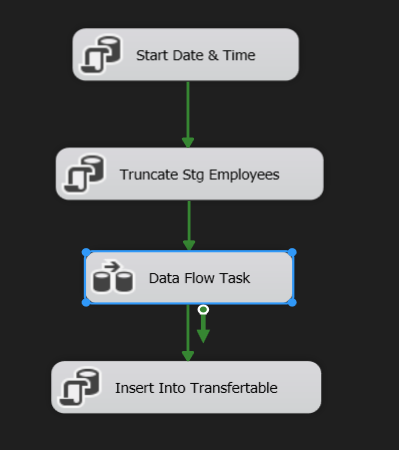 Start Date & Time
Truncate Stg Employees
Data Flow Task
Insert Into Transfertable